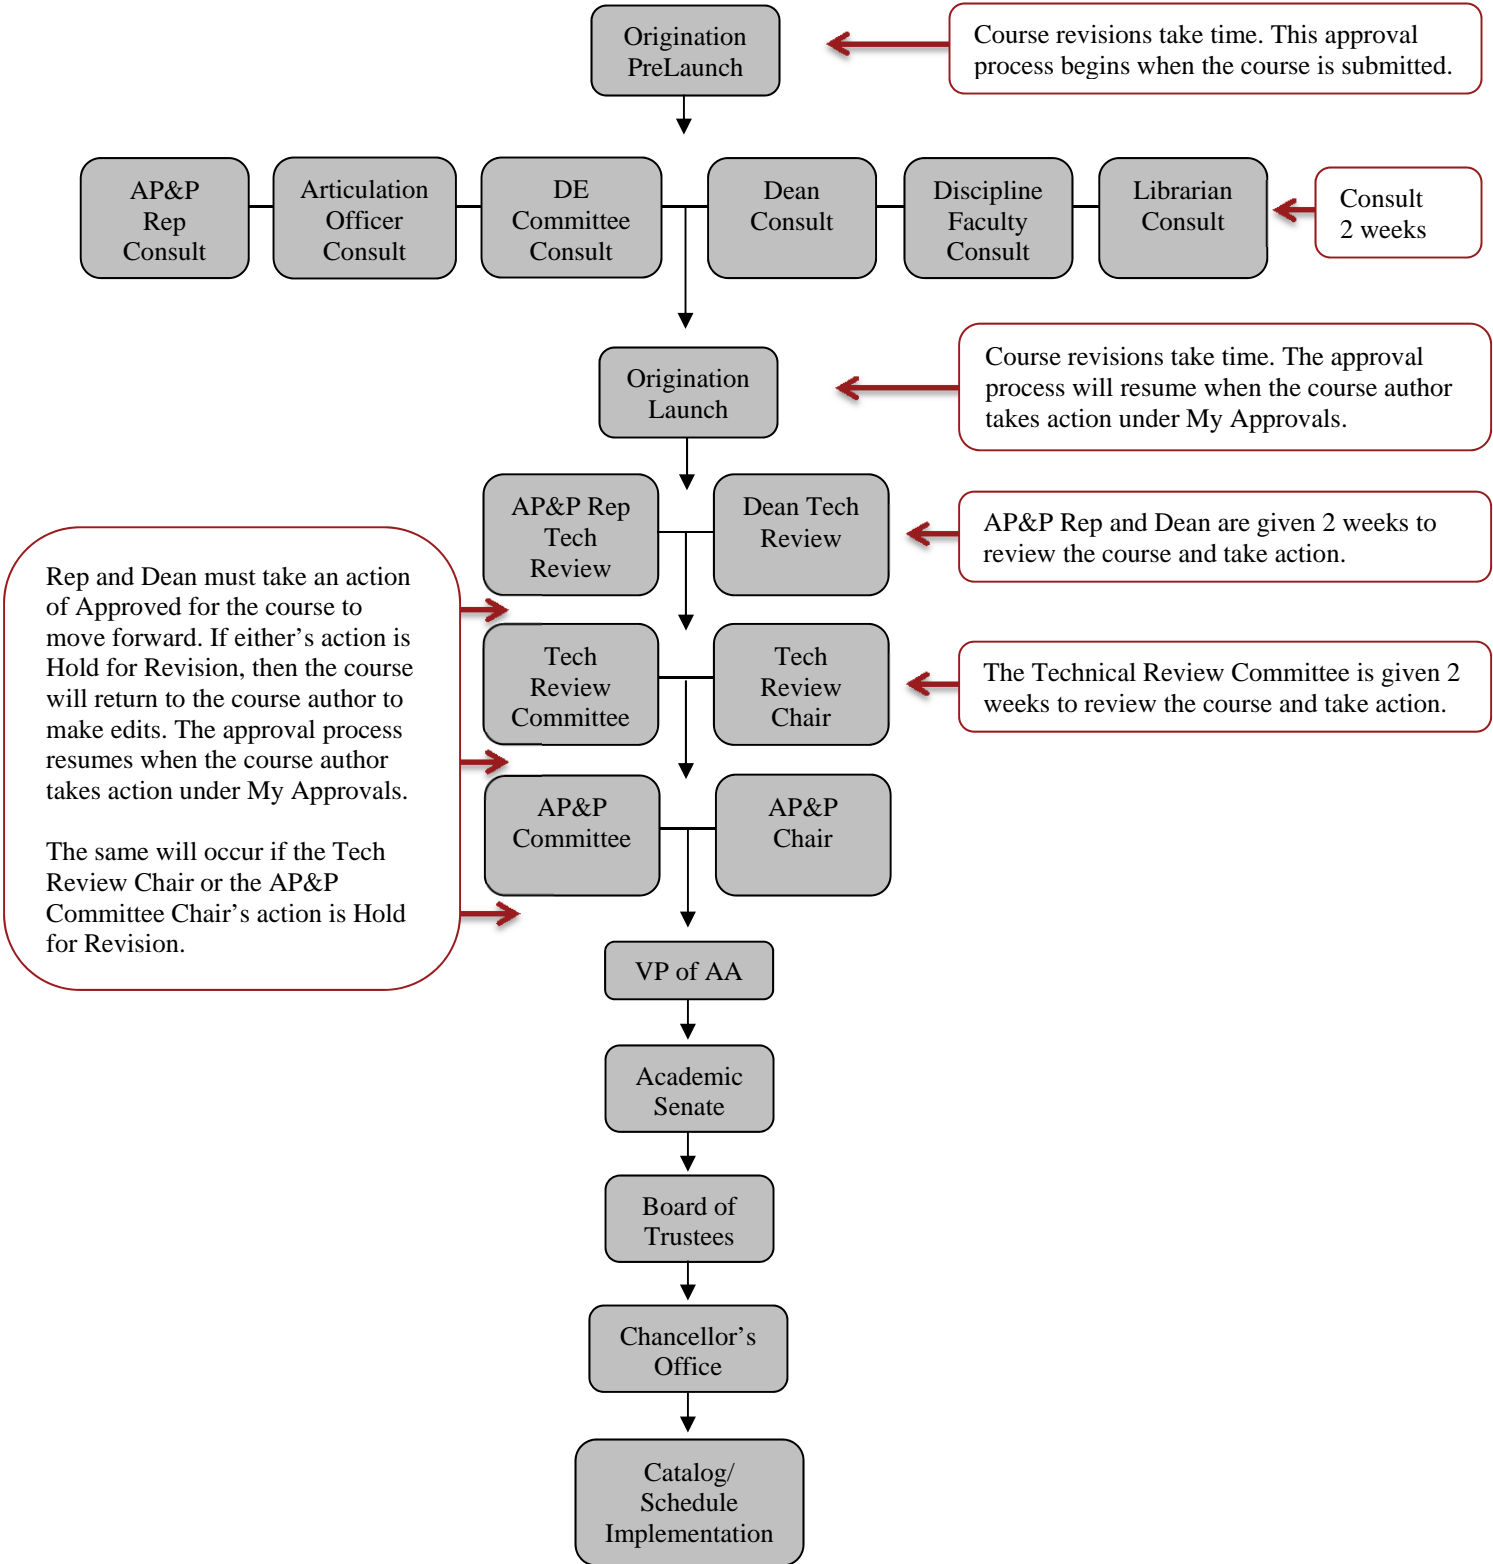 Origination
PreLaunch
Course revisions take time. This approval
process begins when the course is submitted.
AP&P
Rep
Consult
Articulation
Officer
Consult
DE
Committee
Consult
Dean
Consult
Discipline
Faculty
Consult
Librarian
Consult
Consult
2 weeks
Origination
Launch
Course revisions take time. The approval
process will resume when the course author
takes action under My Approvals.
AP&P Rep
Tech
Review
Dean Tech
Review
AP&P Rep and Dean are given 2 weeks to
review the course and take action.
Rep and Dean must take an action
of Approved for the course to
move forward. If either’s action is
Hold for Revision, then the course
will return to the course author to
make edits. The approval process
resumes when the course author
takes action under My Approvals.
The same will occur if the Tech
Review Chair or the AP&P
Committee Chair’s action is Hold
for Revision.
Tech
Review
Committee
Tech
Review
Chair
The Technical Review Committee is given 2
weeks to review the course and take action.
AP&P
Committee
AP&P
Chair
VP of AA
Academic
Senate
Board of
Trustees
Chancellor’s
Office
Catalog/
Schedule
Implementation